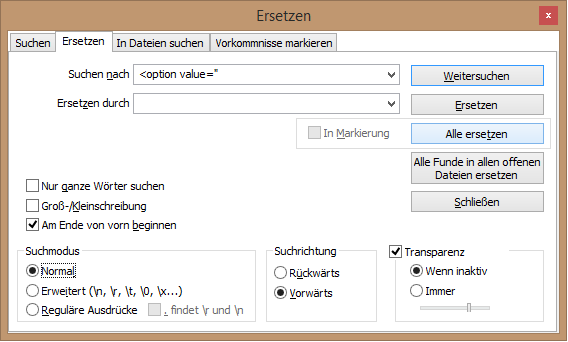 Ersetzen
x
Suchen Ersetzen In Dateien suchen Vorkommnisse markieren
Suchen nach <option value=" Weitersuchen
Ersetzen durch Ersetzen
In Markierung Alle ersetzen
Alle Funde in allen offenen
Dateien ersetzen
Nur ganze Wörter suchen
Groß-/Kleinschreibung Schließen
Am Ende von vorn beginnen
Suchmodus Suchrichtung Transparenz
Normal Rückwärts Wenn inaktiv
Erweitert (\n, \r, \t, \0, \x...) Vorwärts Immer
Reguläre Ausdrücke . findet \r und \n